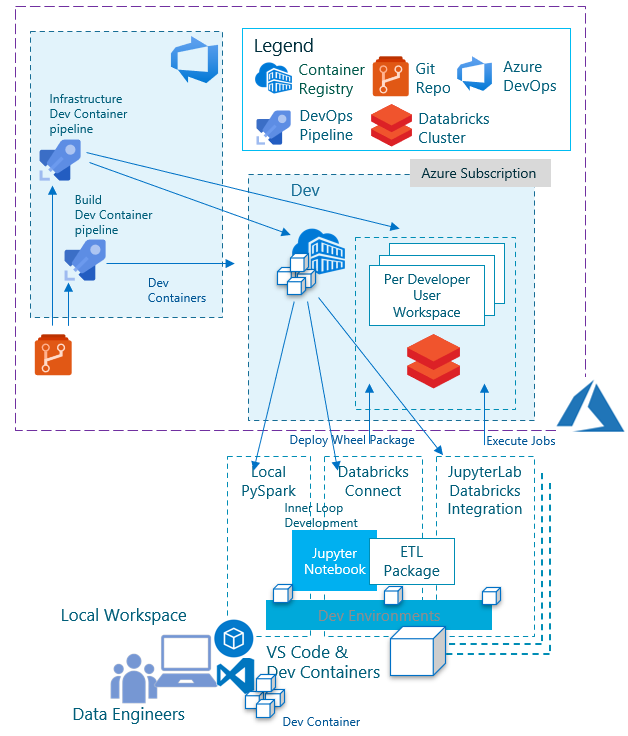 Legend
Container
Registry
Git
Repo
Azure
DevOps
DevOps
Pipeline
Databricks
Cluster
Infrastructure
Dev Container
pipeline
Build
Dev Container
pipeline
Dev
Containers
Azure Subscription
Dev
Per Developer
User
Workspace
Deploy Wheel Package
Execute Jobs
Local
PySpark
Databricks
Connect
JupyterLab
Databricks
Integration
Inner Loop
Development
Jupyter
Notebook
ETL
Package
Dev Environments
Local Workspace
VS Code &
Dev Containers
Data Engineers
Dev Container